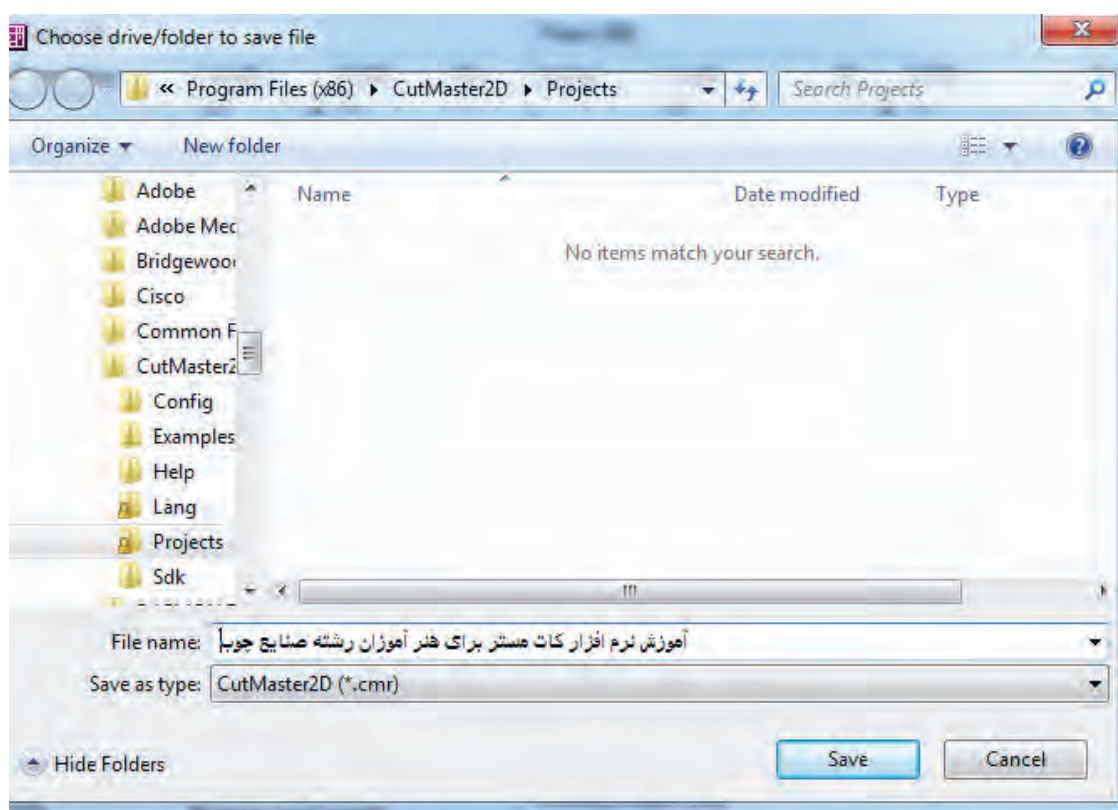 Choose drive/folder to save file
« Program Files (x86) ▸ CutMaster2D ▸ Projects
Search Projects
Organize
New folder
Name
Date modified
Type
No items match your search.
Adobe
Adobe Mec
Bridgewoo
Cisco
Common F
CutMaster2
Config
Examples
Help
Lang
Projects
Sdk
File name: آموزش نرم افزار کات مستر برای هنر آموزان رشته صنایع چوب
Save as type: CutMaster2D (*.cmr)
Hide Folders
Save
Cancel